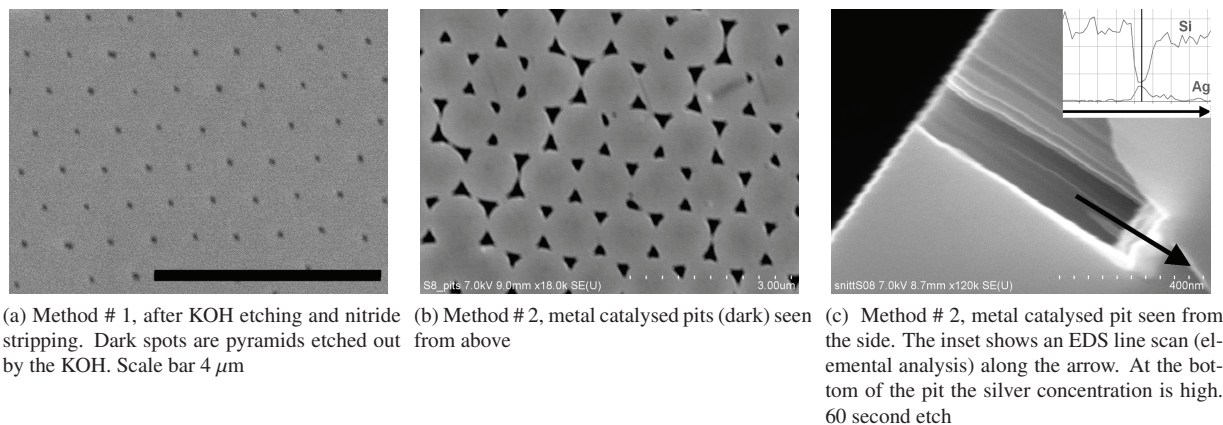 Si
Ag
S8_pits 7.0kV 9.0mm x18.0k SE(U)
3.00um
snittS08 7.0kV 8.7mm x120k SE(U)
400nm
(a) Method # 1, after KOH etching and nitride
stripping. Dark spots are pyramids etched out
by the KOH. Scale bar 4 μm
(b) Method # 2, metal catalysed pits (dark) seen
from above
(c) Method # 2, metal catalysed pit seen from
the side. The inset shows an EDS line scan (el-
emental analysis) along the arrow. At the bot-
tom of the pit the silver concentration is high.
60 second etch